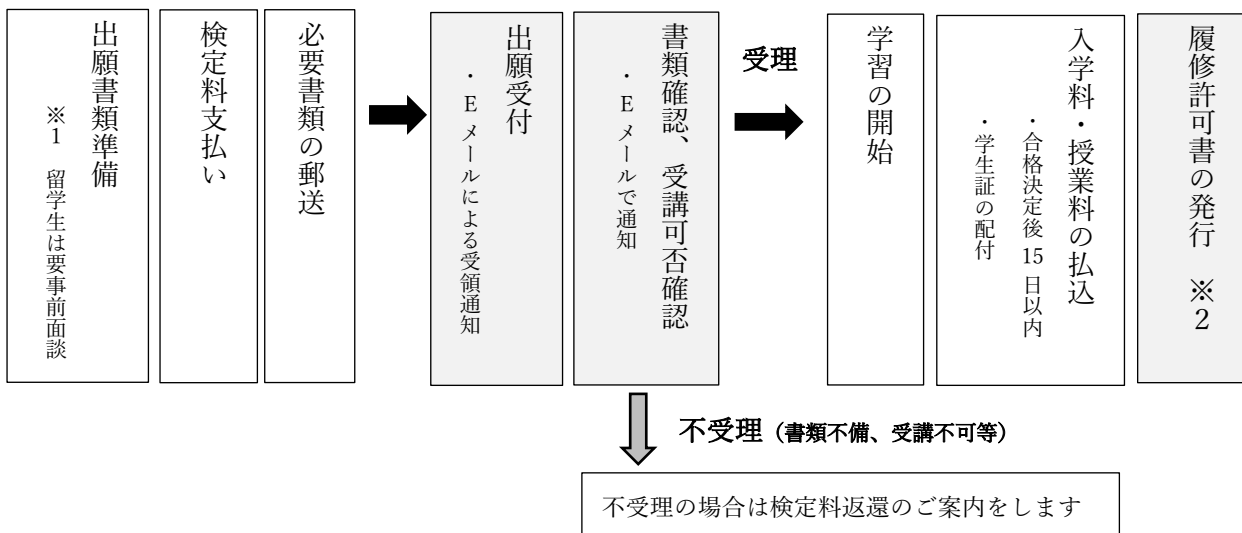 出願書類準備
※1 留学生は要事前面談
検定料支払い
必要書類の郵送
出願受付
・Eメールによる受領通知
書類確認、受講可否確認
・Eメールで通知
受理
学習の開始
入学料・授業料の払込
・合格決定後15日以内
・学生証の配付
履修許可書の発行 ※2
不受理（書類不備、受講不可等）
不受理の場合は検定料返還のご案内をします